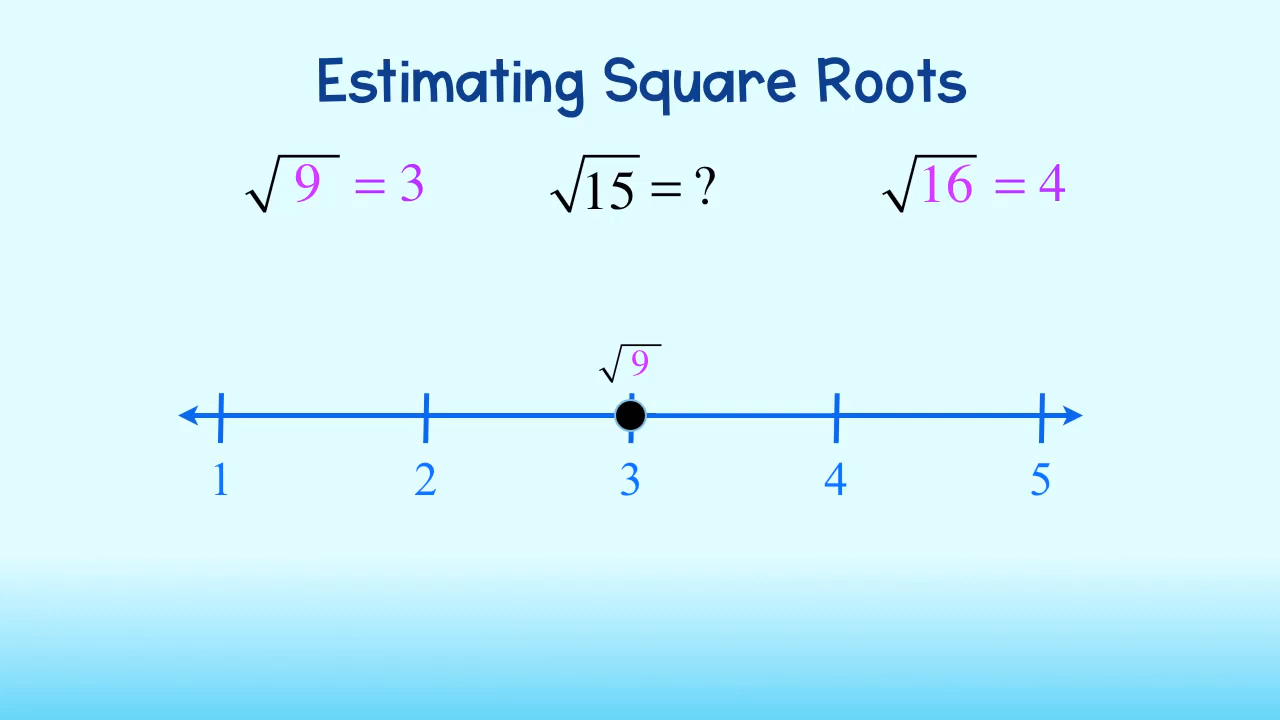 Estimating Square Roots
√9 = 3 √15 = ? √16 = 4
√9
1 2 3 4 5